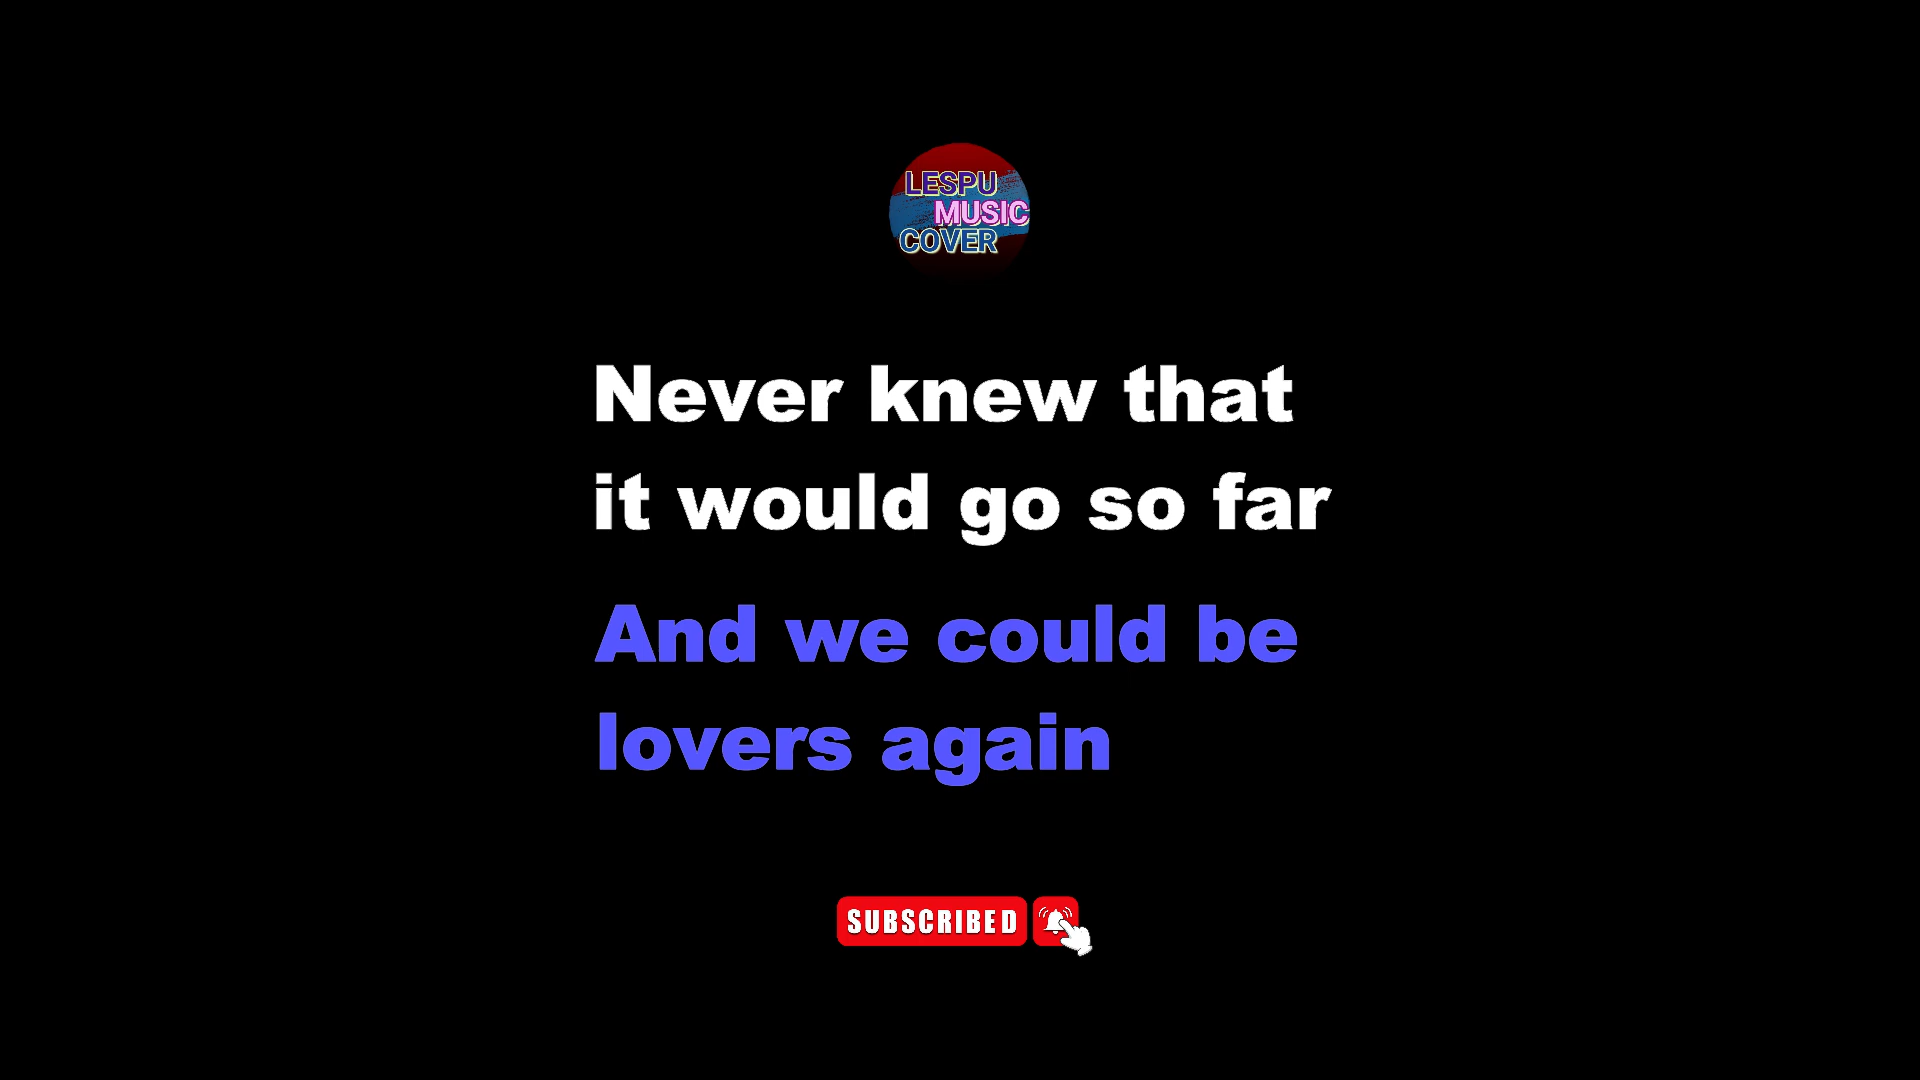 LESPU
MUSIC
COVER
Never knew that
it would go so far
And we could be
lovers again
SUBSCRIBED